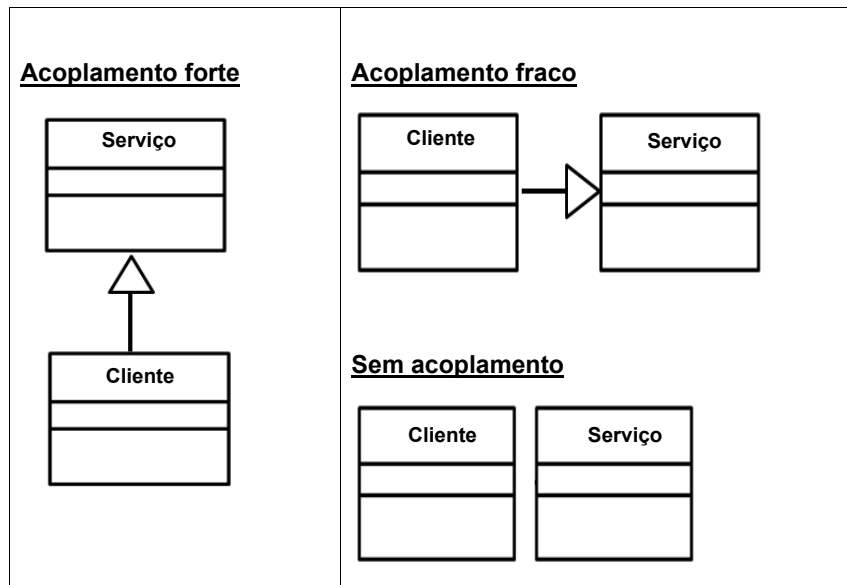 Acoplamento forte
Serviço
Cliente
Acoplamento fraco
Cliente Serviço
Sem acoplamento
Cliente Serviço